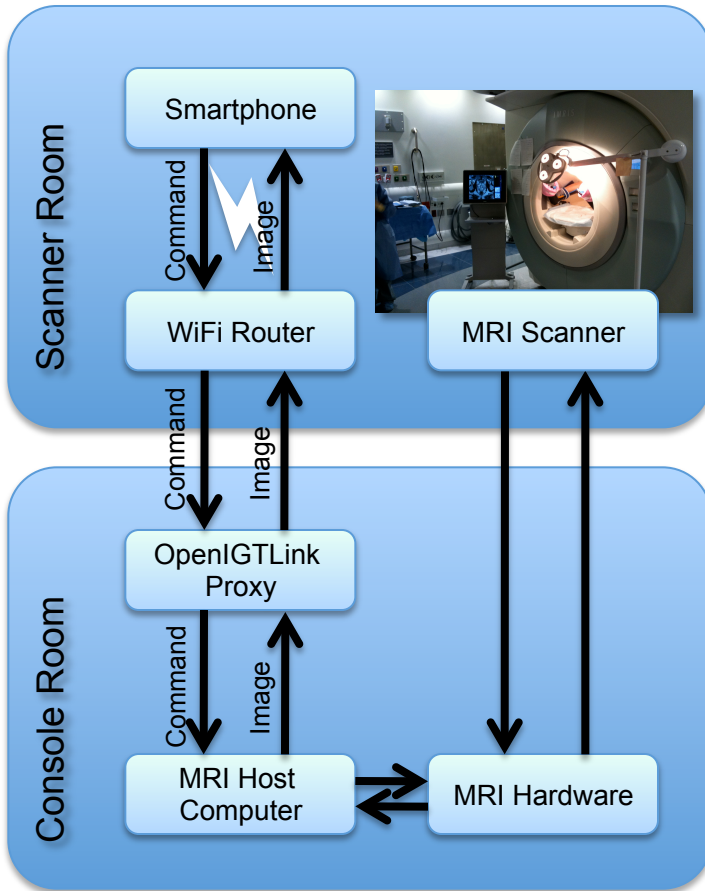 Scanner Room
Smartphone
Command
Image
WiFi Router
MRI Scanner
Command
Image
Console Room
OpenIGTLink
Proxy
Command
Image
MRI Host
Computer
MRI Hardware